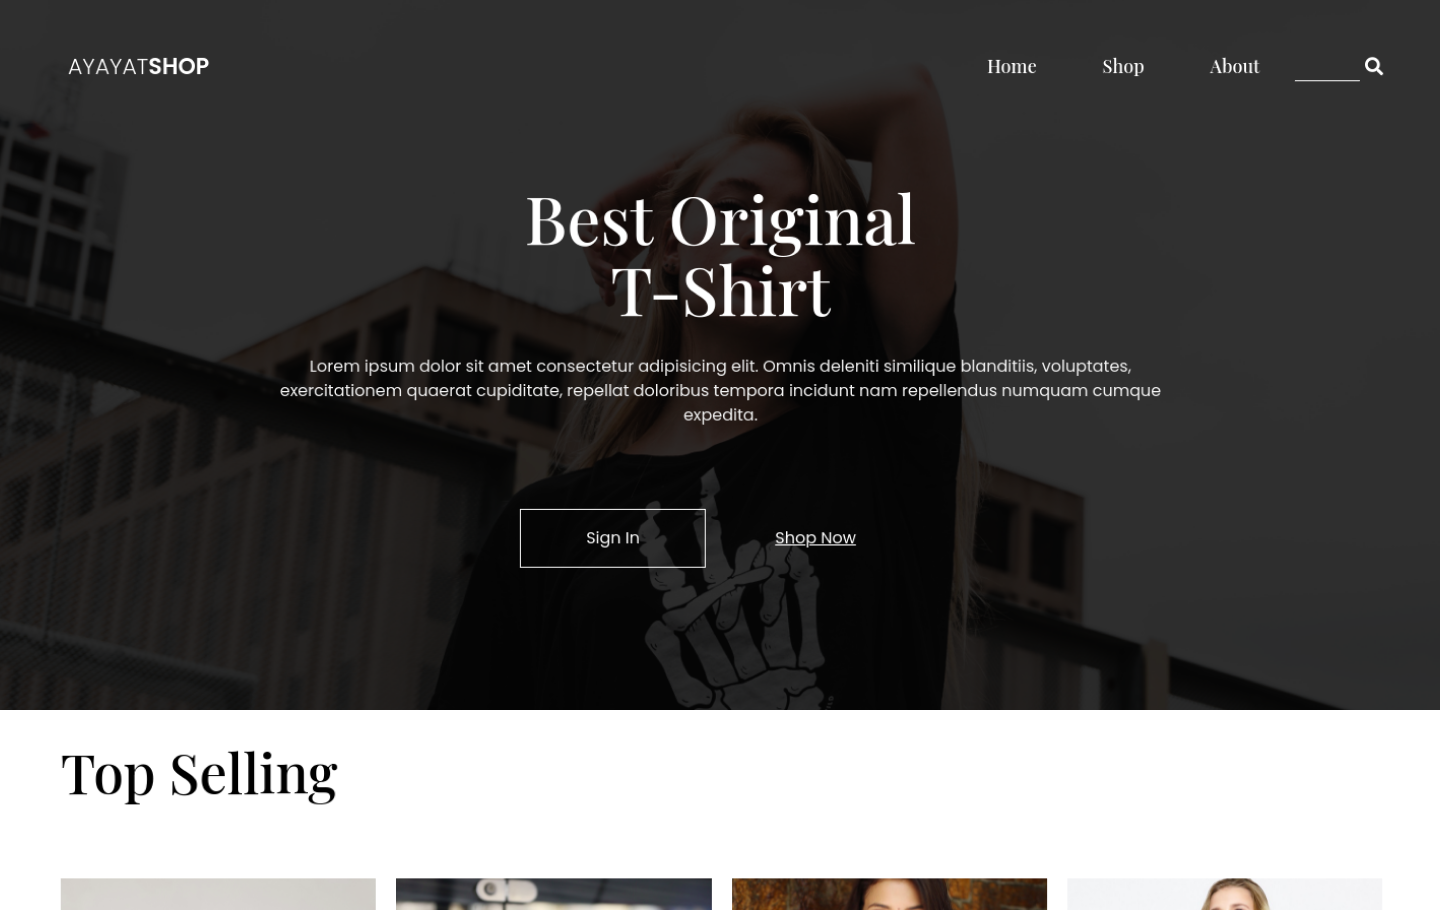 AYAYATSHOP
Home
Shop
About
Best Original
T-Shirt
Lorem ipsum dolor sit amet consectetur adipisicing elit. Omnis deleniti similique blanditiis, voluptates,
exercitationem quaerat cupiditate, repellat doloribus tempora incidunt nam repellendus numquam cumque
expedita.
Sign In
Shop Now
Top Selling